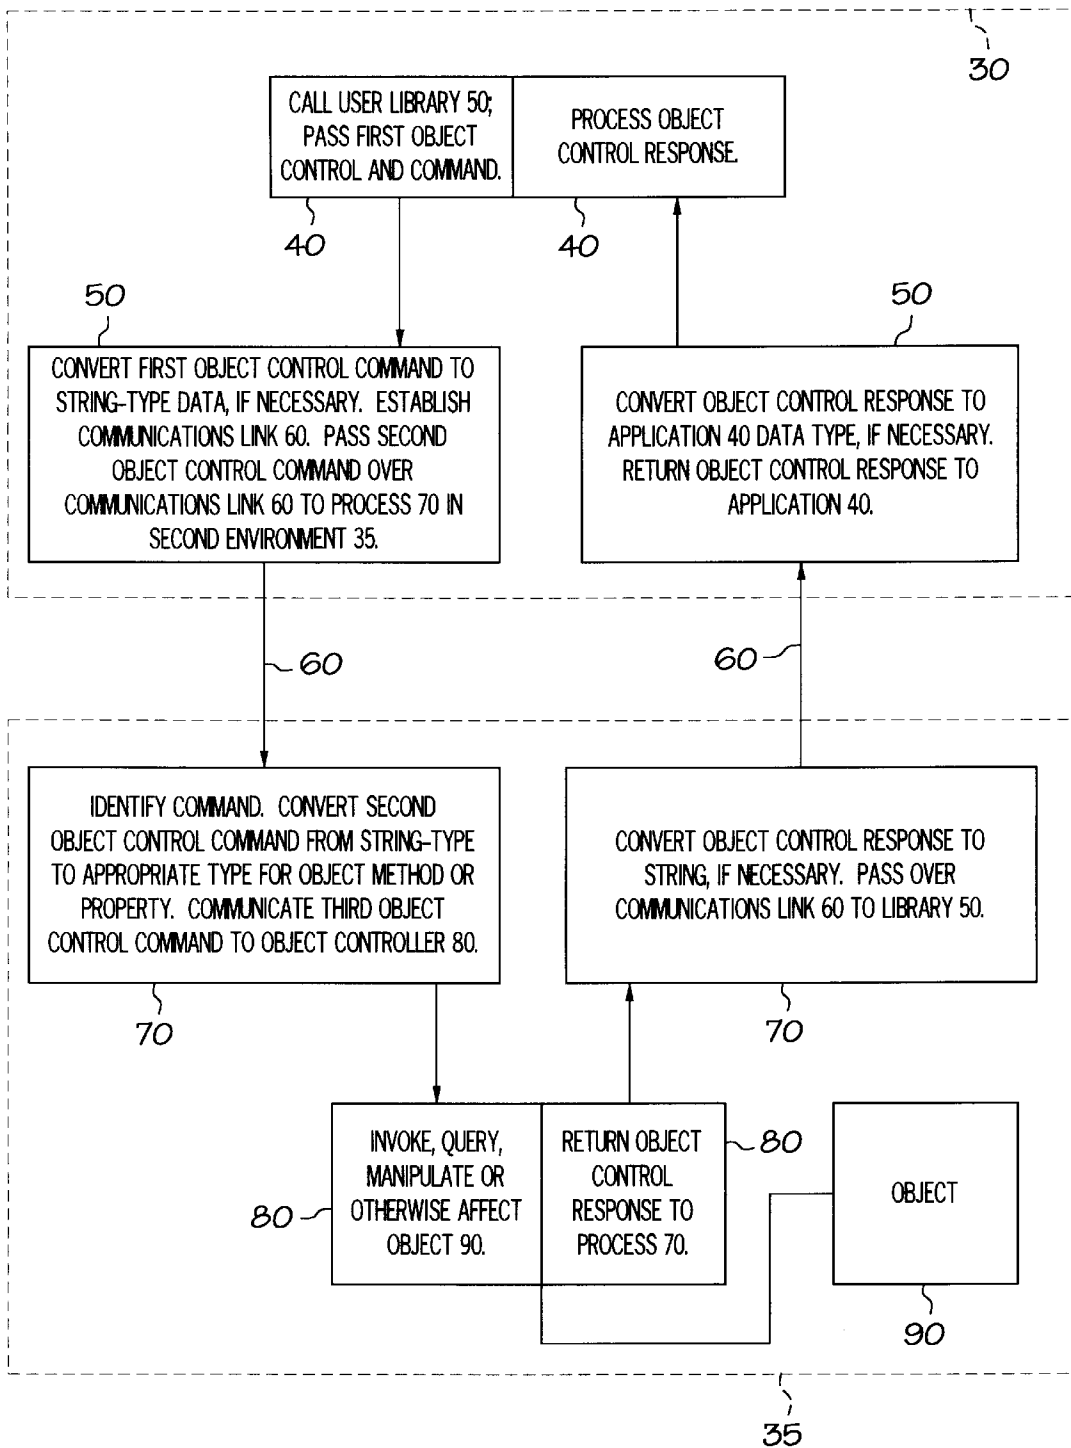 30
CALL USER LIBRARY 50;
PASS FIRST OBJECT
CONTROL AND COMMAND.
PROCESS OBJECT
CONTROL RESPONSE.
40
40
50
50
CONVERT FIRST OBJECT CONTROL COMMAND TO
STRING-TYPE DATA, IF NECESSARY. ESTABLISH
COMMUNICATIONS LINK 60. PASS SECOND
OBJECT CONTROL COMMAND OVER
COMMUNICATIONS LINK 60 TO PROCESS 70 IN
SECOND ENVIRONMENT 35.
CONVERT OBJECT CONTROL RESPONSE TO
APPLICATION 40 DATA TYPE, IF NECESSARY.
RETURN OBJECT CONTROL RESPONSE TO
APPLICATION 40.
60
60
IDENTIFY COMMAND. CONVERT SECOND
OBJECT CONTROL COMMAND FROM STRING-TYPE
TO APPROPRIATE TYPE FOR OBJECT METHOD OR
PROPERTY. COMMUNICATE THIRD OBJECT
CONTROL COMMAND TO OBJECT CONTROLLER 80.
CONVERT OBJECT CONTROL RESPONSE TO
STRING, IF NECESSARY. PASS OVER
COMMUNICATIONS LINK 60 TO LIBRARY 50.
70
70
INVOKE, QUERY,
MANIPULATE OR
OTHERWISE AFFECT
OBJECT 90.
80
RETURN OBJECT
CONTROL
RESPONSE TO
PROCESS 70.
80
OBJECT
90
35